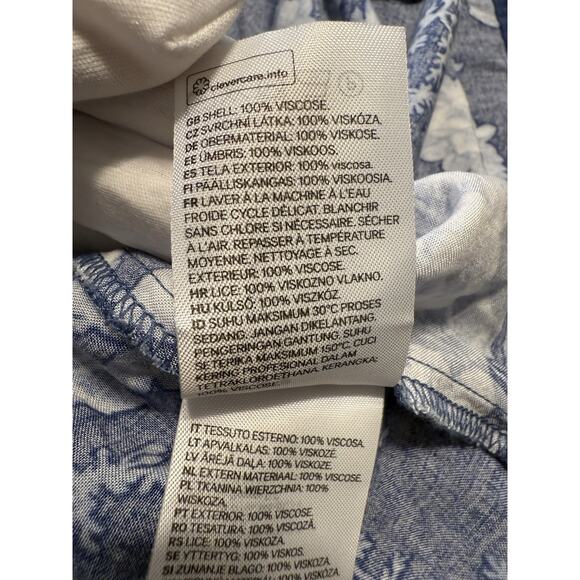 clevercare.info
S
GB SHELL: 100% VISCOSE.
CZ SVRCHNÍ LÁTKA: 100% VISKÓZA.
DE OBERMATERIAL: 100% VISKOSE.
EE ÜMBRIS: 100% VISKOOS.
ES TELA EXTERIOR: 100% viscosa.
FI PÄÄLLISKANGAS: 100% VISKOOSIA.
FR LAVER À LA MACHINE À L'EAU
FROIDE CYCLE DÉLICAT. BLANCHIR
SANS CHLORE SI NÉCESSAIRE. SÉCHER
À L'AIR. REPASSER À TEMPÉRATURE
MOYENNE. NETTOYAGE À SEC.
EXTERIEUR: 100% VISCOSE.
HR LICE: 100% VISKOZNO VLAKNO.
HU KÜLSŐ: 100% VISZKÓZ.
ID SUHU MAKSIMUM 30°C PROSES
SEDANG. JANGAN DIKELANTANG.
PENGERINGAN GANTUNG: SUHU
SETERIKA MAKSIMUM 150°C. CUCI
KERING PROFESIONAL DALAM
TETRAKLOROETHANA. KERANGKA:
100% VISCOSE.
IT TESSUTO ESTERNO: 100% VISCOSA.
LT APVALKALAS: 100% VISKOZĖ.
LV ĀRĒJĀ DAĻA: 100% VISKOZE.
NL EXTERN MATERIAAL: 100% VISCOSE.
PL TKANINA WIERZCHNIA: 100%
WISKOZA.
PT EXTERIOR: 100% VISCOSE.
RO TESATURA: 100% VISCOZĂ.
RS LICE: 100% VISKOZA.
SE YTTERTYG: 100% VISKOS.
SI ZUNANJE BLAGO: 100% VISKOZA.